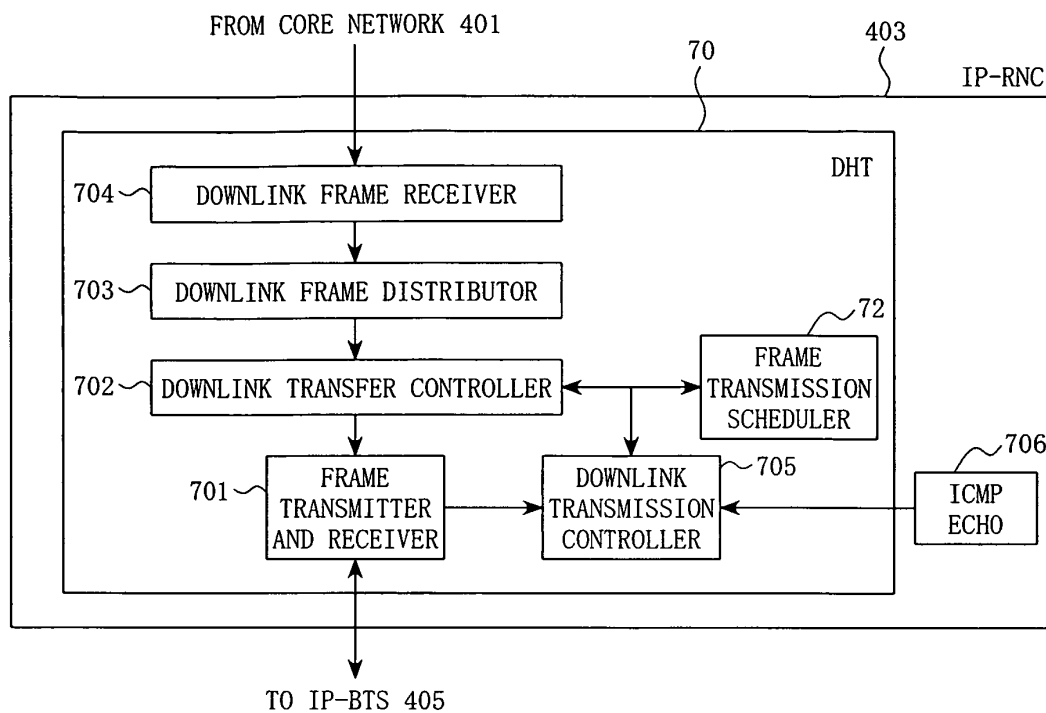 FROM CORE NETWORK 401
70
403
IP-RNC
DHT
704
DOWNLINK FRAME RECEIVER
703
DOWNLINK FRAME DISTRIBUTOR
72
702
DOWNLINK TRANSFER CONTROLLER
FRAME
TRANSMISSION
SCHEDULER
701
FRAME
TRANSMITTER
AND RECEIVER
705
DOWNLINK
TRANSMISSION
CONTROLLER
706
ICMP
ECHO
TO IP-BTS 405